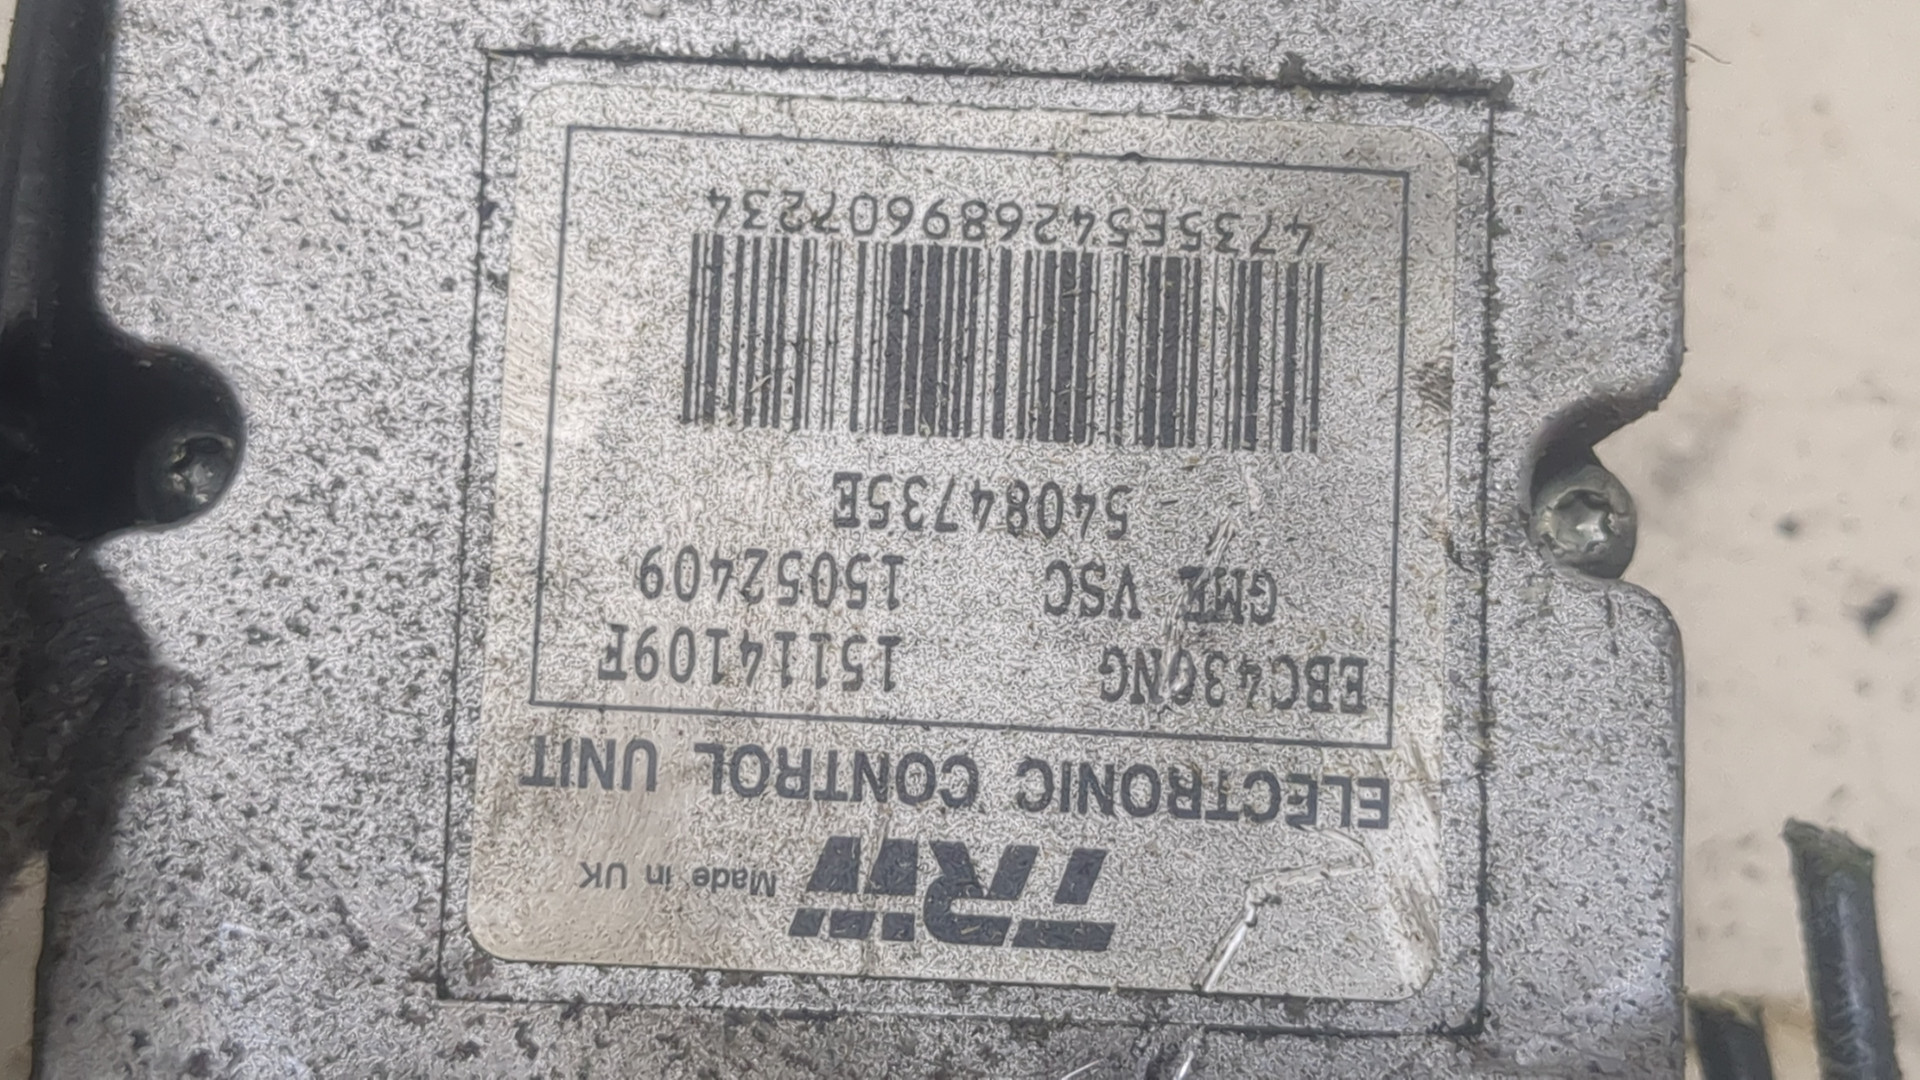 TRW Made in UK
ELECTRONIC CONTROL UNIT
EBC430NG 15114109F
GME VSC 15052409
54084735E
4735E542689607234